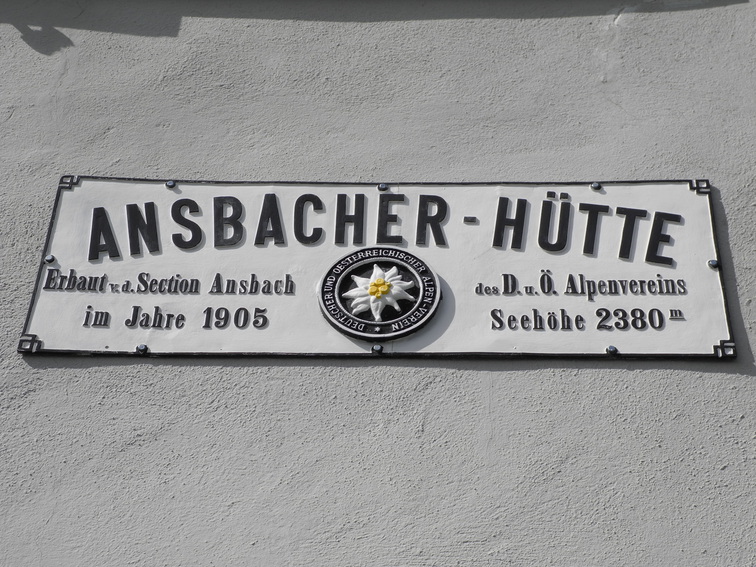 ANSBACHER-HÜTTE
Erbaut v.d. Section Ansbach
im Jahre 1905
DEUTSCHER UND OESTERREICHISCHER ALPEN-VEREIN
des D. u. Ö. Alpenvereins
Seehöhe 2380 m